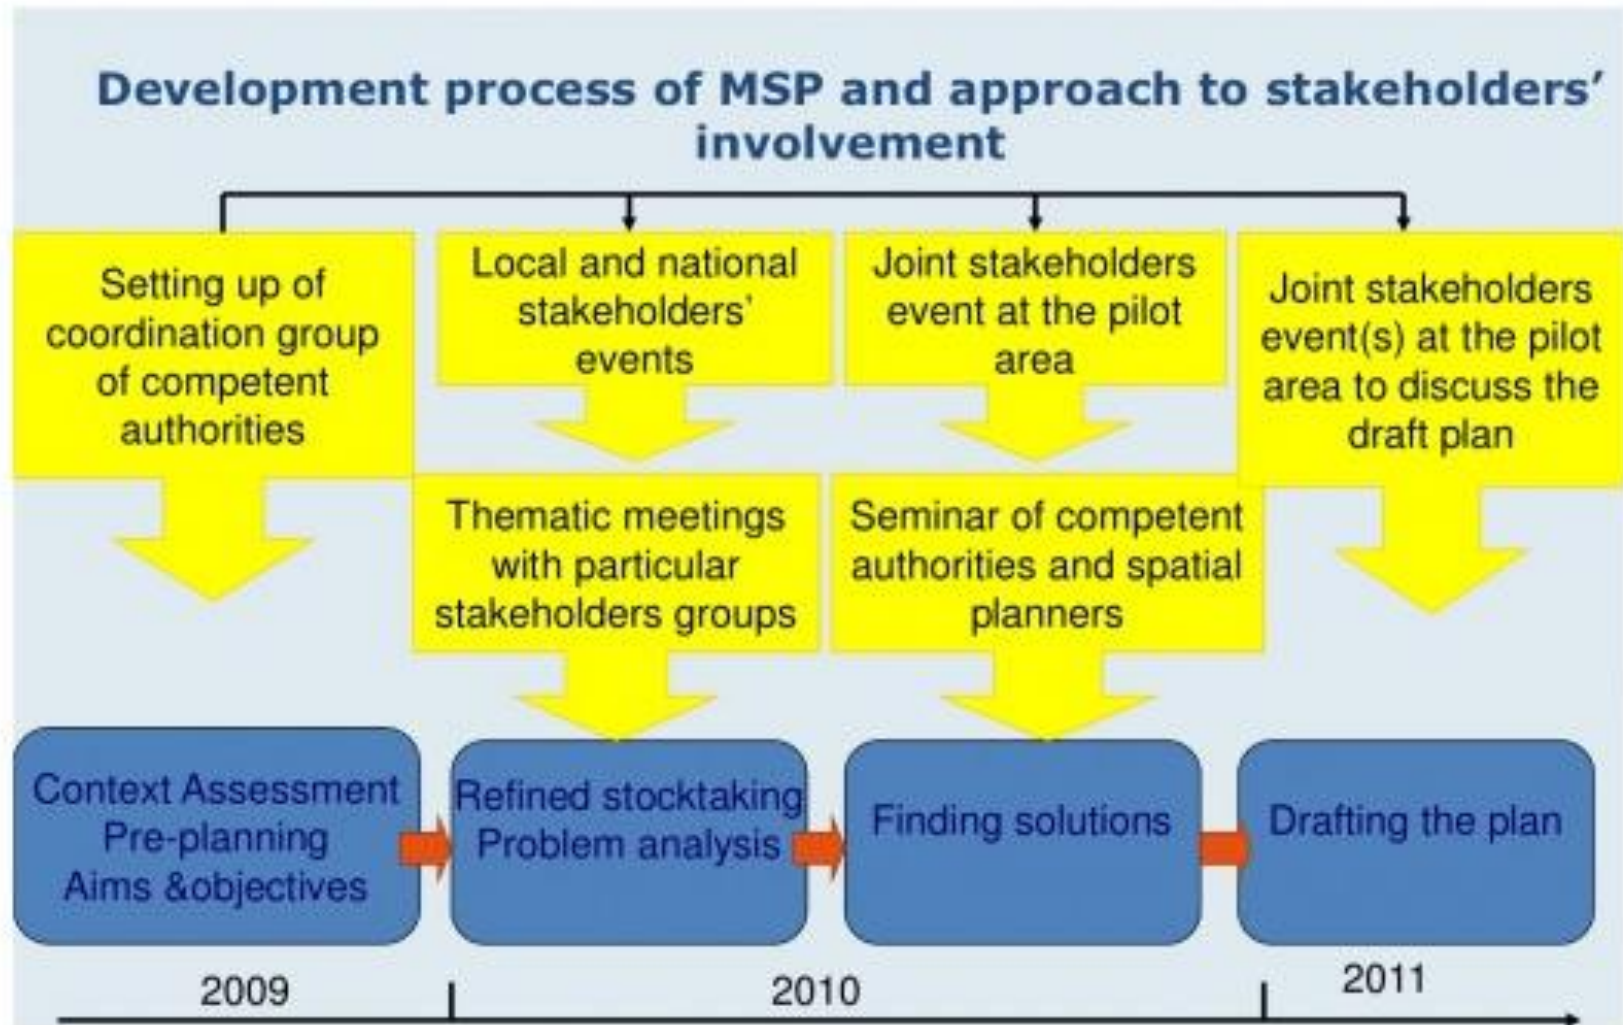 Development process of MSP and approach to stakeholders’
involvement
Setting up of
coordination group
of competent
authorities
Local and national
stakeholders’
events
Joint stakeholders
event at the pilot
area
Joint stakeholders
event(s) at the pilot
area to discuss the
draft plan
Thematic meetings
with particular
stakeholders groups
Seminar of competent
authorities and spatial
planners
Context Assessment
Pre-planning
Aims &objectives
Refined stocktaking
Problem analysis
Finding solutions
Drafting the plan
2009
2010
2011